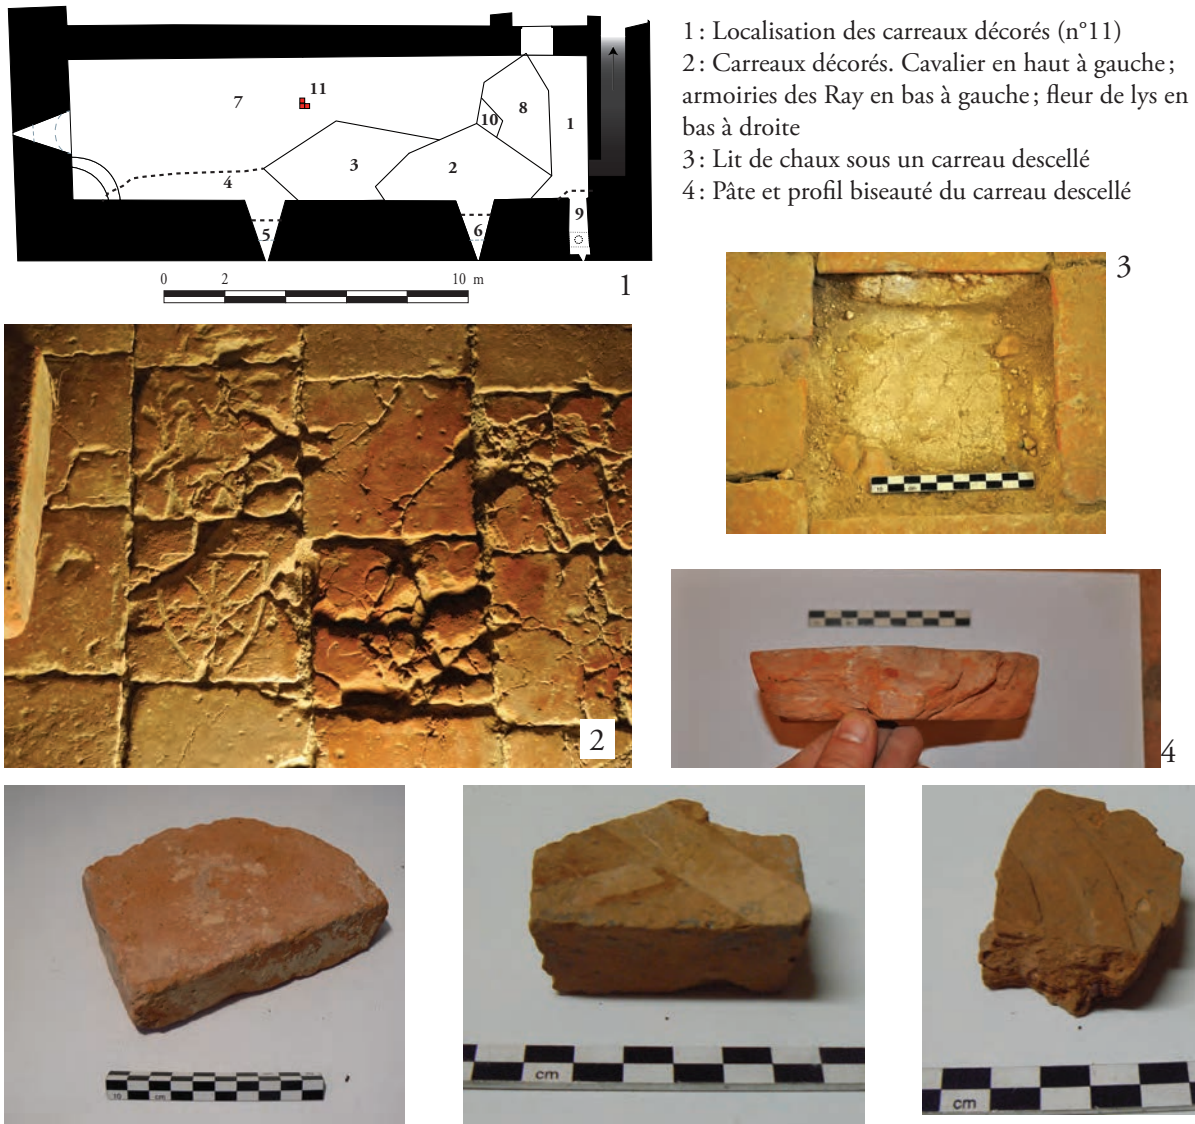 1 : Localisation des carreaux décorés (n°11)
2 : Carreaux décorés. Cavalier en haut à gauche ;
armoiries des Ray en bas à gauche ; fleur de lys en
bas à droite
3 : Lit de chaux sous un carreau descellé
4 : Pâte et profil biseauté du carreau descellé
7
11
8
10
1
3
2
4
5
6
9
0 2 10 m
1
3
2
4
10 cm
cm
cm